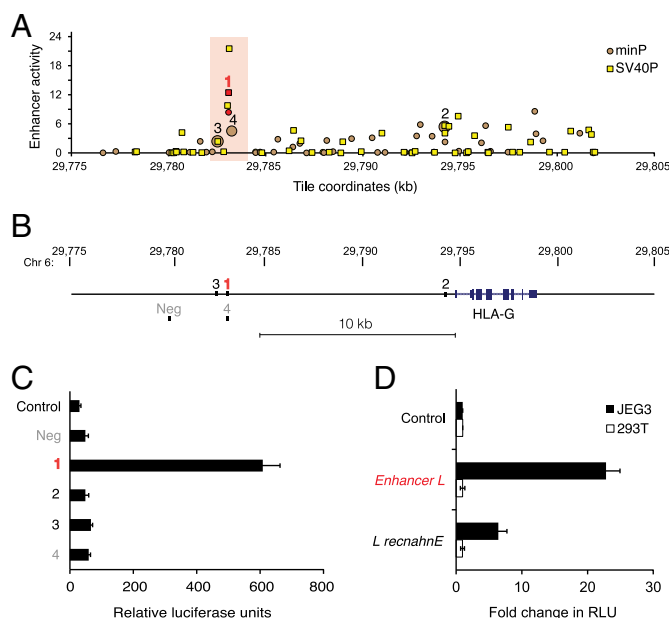 A
Enhancer activity
24
18
12
6
0
1
4
3
2
minP
SV40P
29,775 29,780 29,785 29,790 29,795 29,800 29,805
Tile coordinates (kb)
B
29,775 29,780 29,785 29,790 29,795 29,800 29,805
Chr 6:
3 1 2
Neg 4 HLA-G
10 kb
C
Control
Neg
1
2
3
4
0 200 400 600 800
Relative luciferase units
D
JEG3
293T
Control
Enhancer L
L recnahnE
0 10 20 30
Fold change in RLU